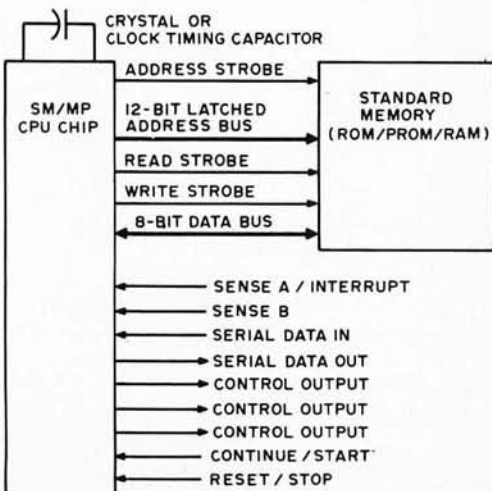 CRYSTAL OR
CLOCK TIMING CAPACITOR
SM/MP
CPU CHIP
ADDRESS STROBE
12-BIT LATCHED
ADDRESS BUS
READ STROBE
WRITE STROBE
8-BIT DATA BUS
STANDARD
MEMORY
(ROM/PROM/RAM)
SENSE A / INTERRUPT
SENSE B
SERIAL DATA IN
SERIAL DATA OUT
CONTROL OUTPUT
CONTROL OUTPUT
CONTROL OUTPUT
CONTINUE / START
RESET / STOP